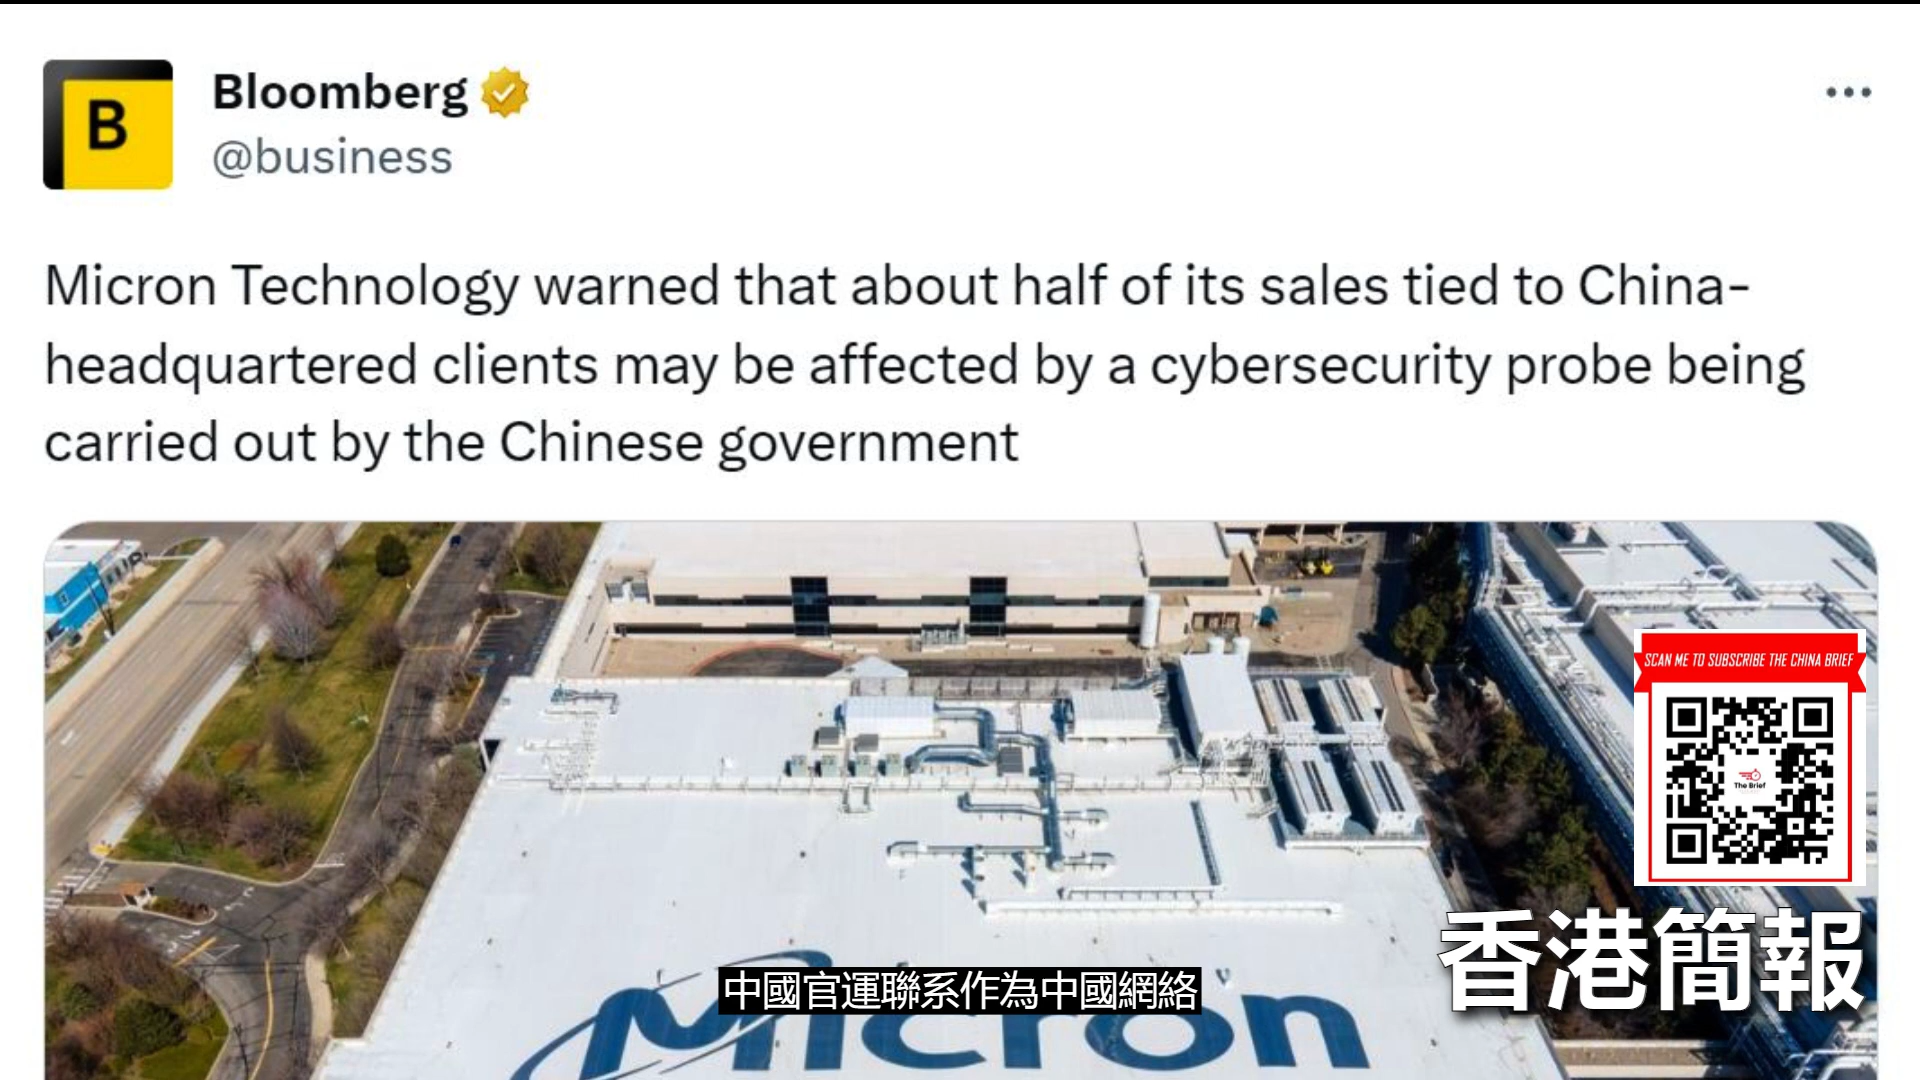 B
Bloomberg
@business
Micron Technology warned that about half of its sales tied to China-
headquartered clients may be affected by a cybersecurity probe being
carried out by the Chinese government
SCAN ME TO SUBSCRIBE THE CHINA BRIEF
The Brief
香港簡報
中國官運聯系作為中國網絡
Micron